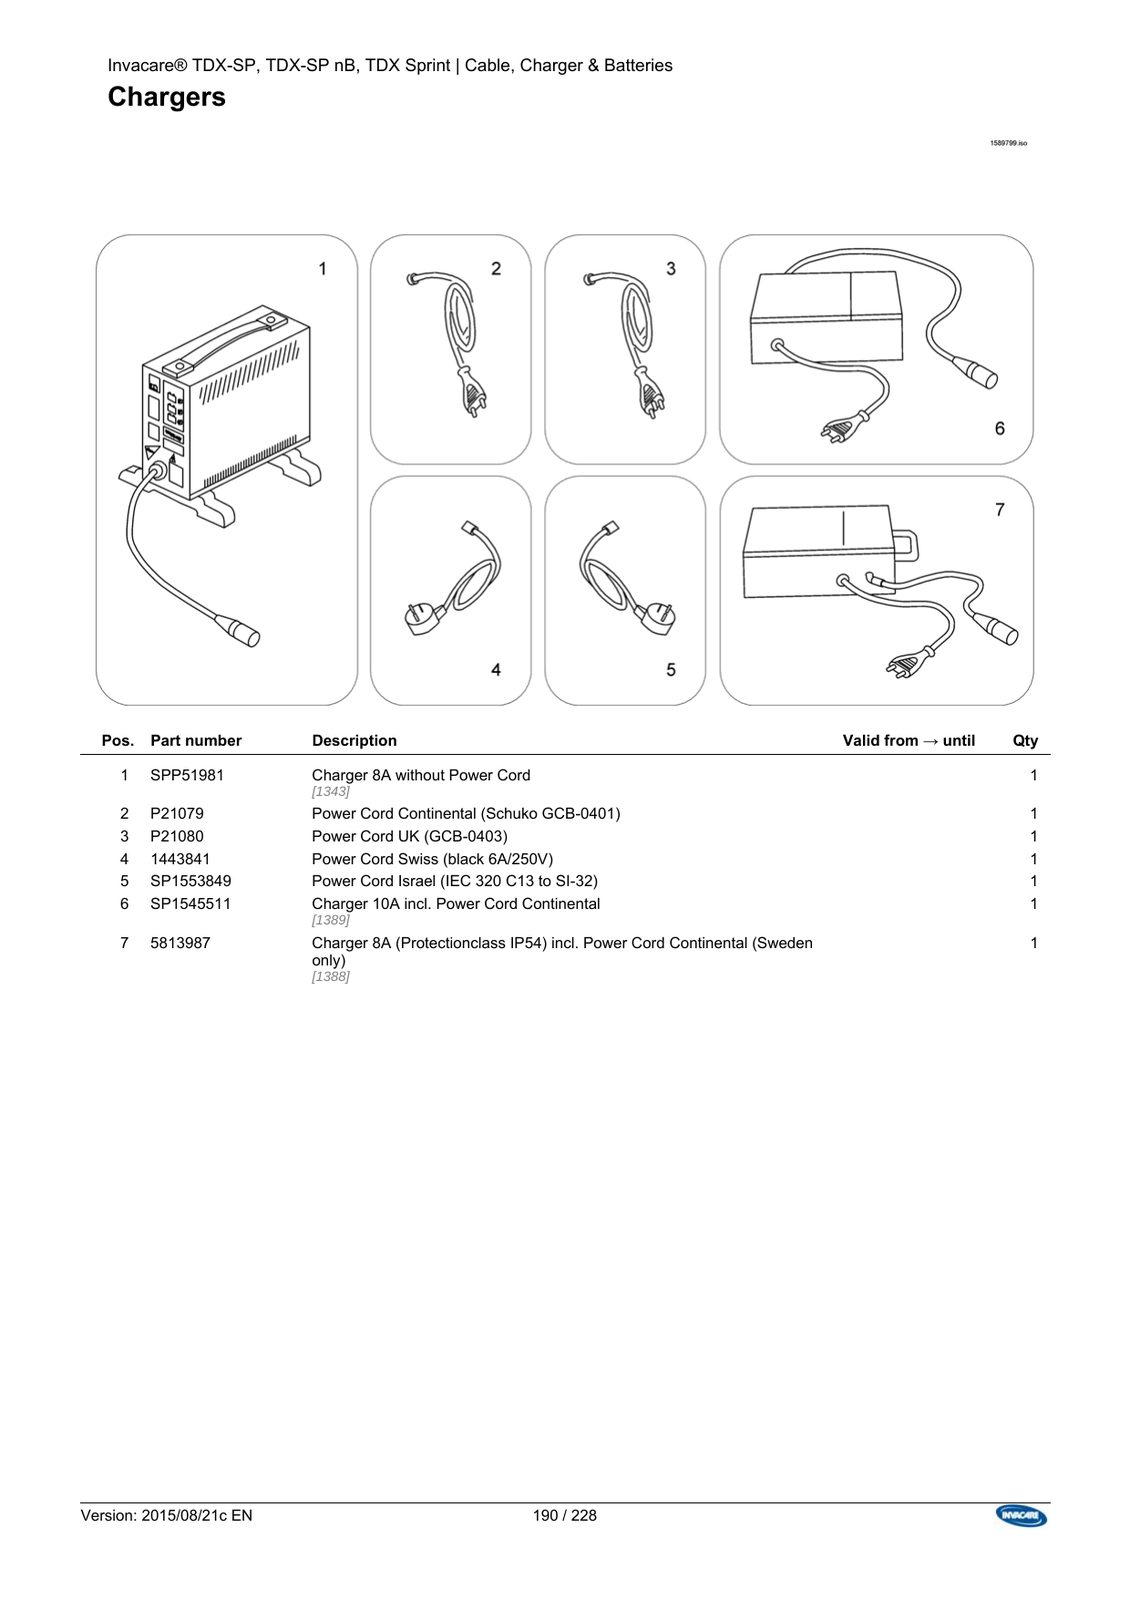 Invacare® TDX-SP, TDX-SP nB, TDX Sprint | Cable, Charger & Batteries
Chargers
1589799.iso
1
2
3
6
7
4
5
Pos. Part number Description Valid from → until Qty
1 SPP51981 Charger 8A without Power Cord 1
[1343]
2 P21079 Power Cord Continental (Schuko GCB-0401) 1
3 P21080 Power Cord UK (GCB-0403) 1
4 1443841 Power Cord Swiss (black 6A/250V) 1
5 SP1553849 Power Cord Israel (IEC 320 C13 to SI-32) 1
6 SP1545511 Charger 10A incl. Power Cord Continental 1
[1389]
7 5813987 Charger 8A (Protectionclass IP54) incl. Power Cord Continental (Sweden 1
only)
[1388]
Version: 2015/08/21c EN 190 / 228 INVACARE